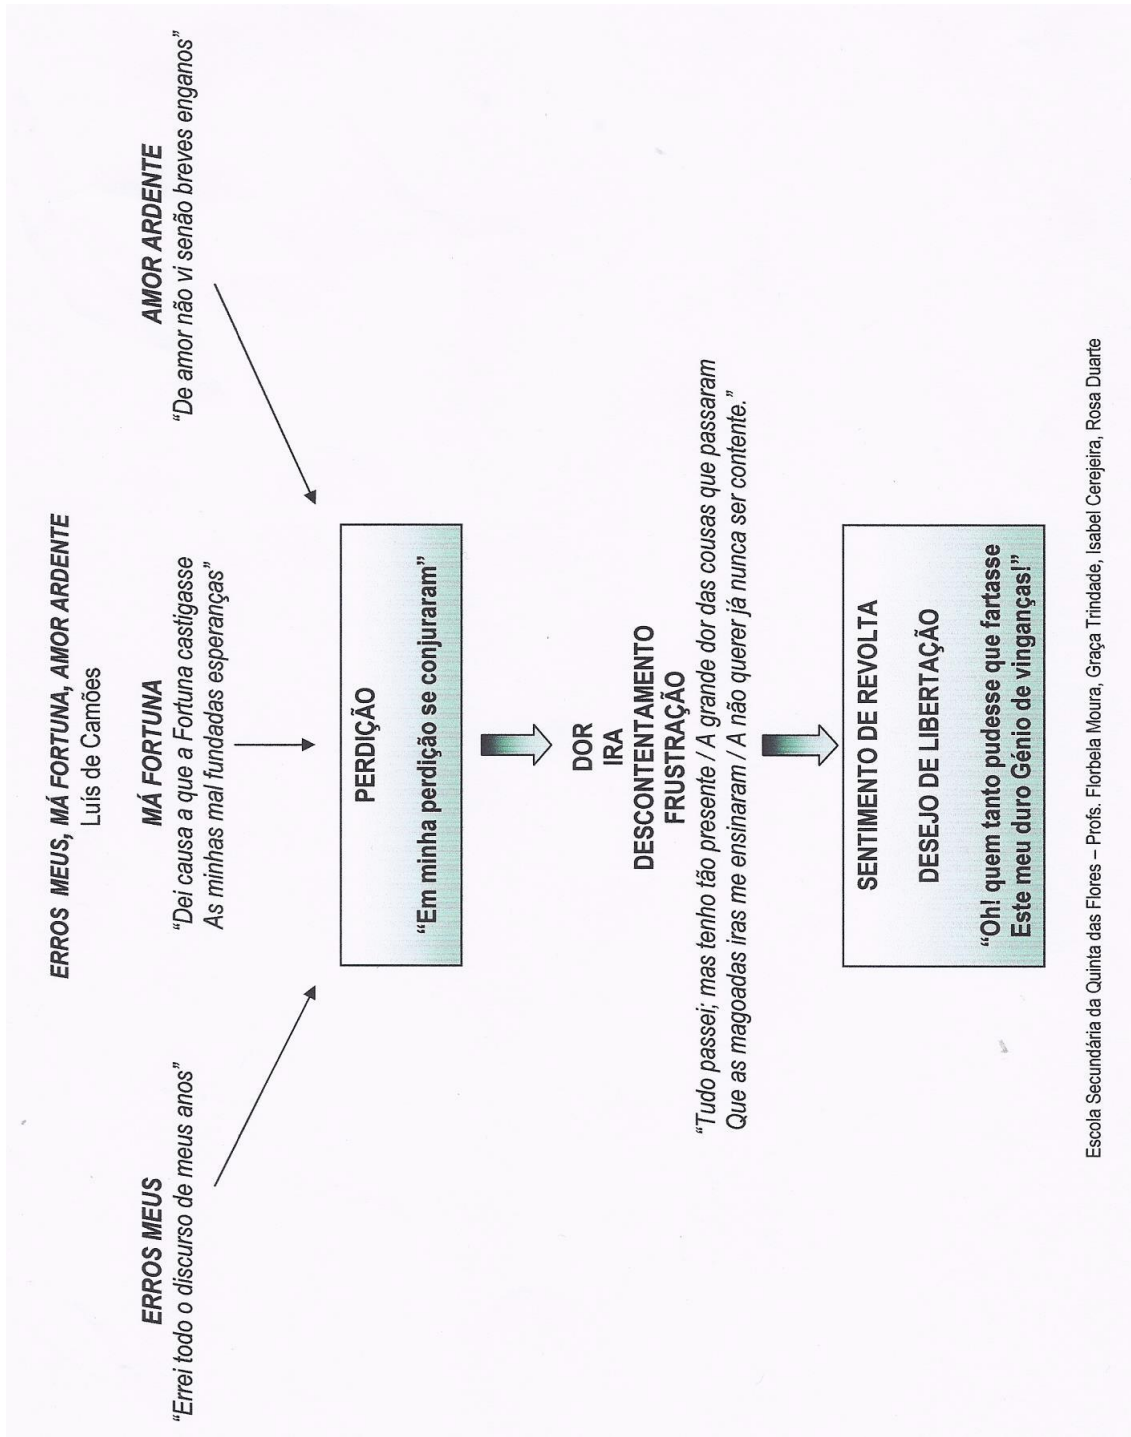 ERROS MEUS, MÁ FORTUNA, AMOR ARDENTE
Luís de Camões
ERROS MEUS
“Errei todo o discurso de meus anos”
MÁ FORTUNA
“Dei causa a que a Fortuna castigasse
As minhas mal fundadas esperanças”
AMOR ARDENTE
“De amor não vi senão breves enganos”
PERDIÇÃO
“Em minha perdição se conjuraram”
DOR
IRA
DESCONTENTAMENTO
FRUSTRAÇÃO
“Tudo passei; mas tenho tão presente / A grande dor das cousas que passaram
Que as magoadas iras me ensinaram / A não querer já nunca ser contente.”
SENTIMENTO DE REVOLTA
DESEJO DE LIBERTAÇÃO
“Oh! quem tanto pudesse que fartasse
Este meu duro Génio de vinganças!”
Escola Secundária da Quinta das Flores – Profs. Florbela Moura, Graça Trindade, Isabel Cerejeira, Rosa Duarte